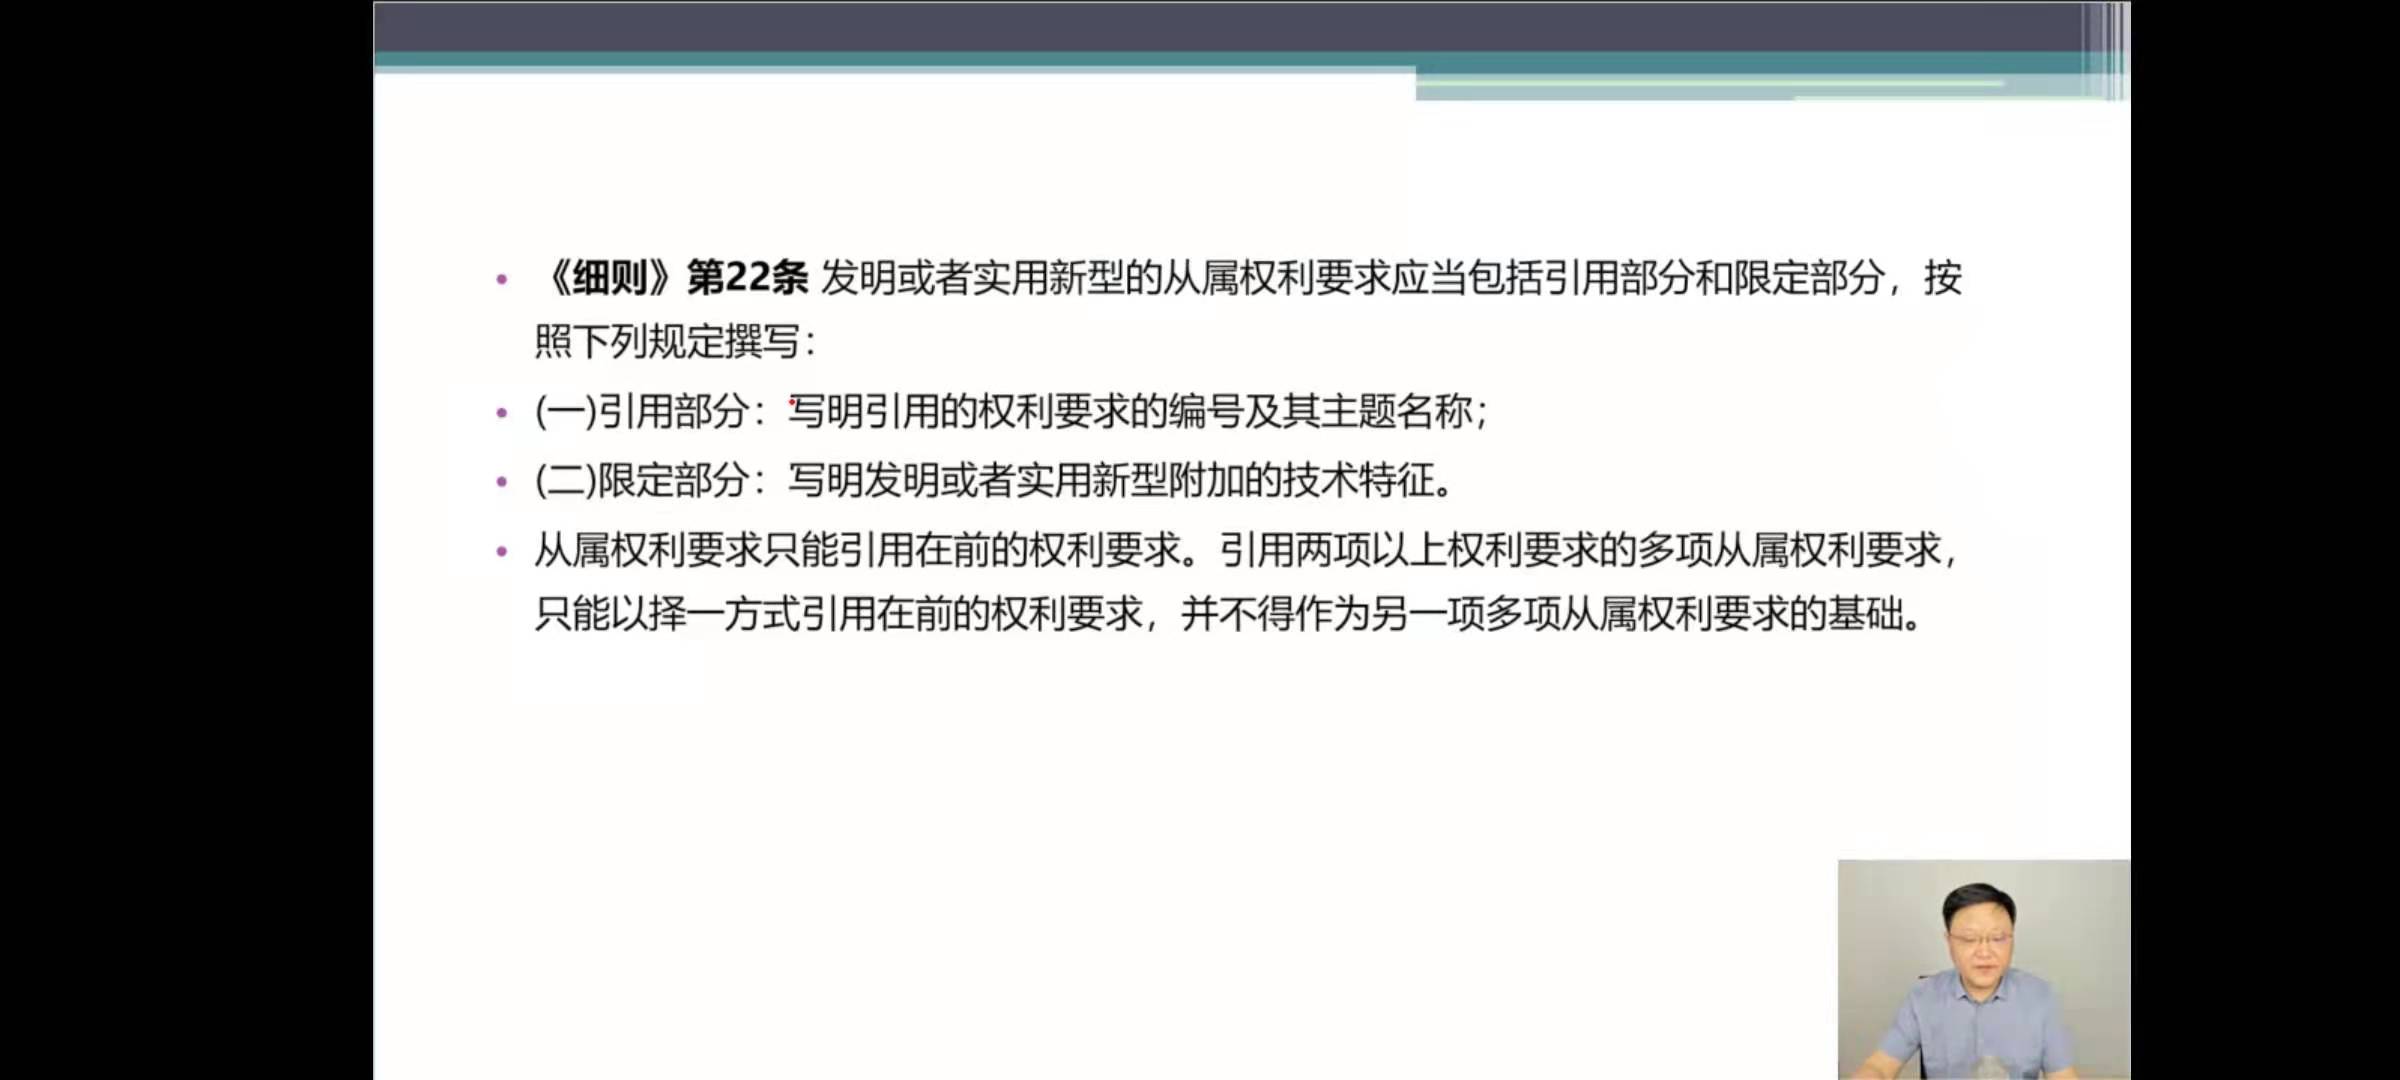 • 《细则》第22条 发明或者实用新型的从属权利要求应当包括引用部分和限定部分，按
照下列规定撰写：
• (一)引用部分：写明引用的权利要求的编号及其主题名称；
• (二)限定部分：写明发明或者实用新型附加的技术特征。
• 从属权利要求只能引用在前的权利要求。引用两项以上权利要求的多项从属权利要求，
只能以择一方式引用在前的权利要求，并不得作为另一项多项从属权利要求的基础。